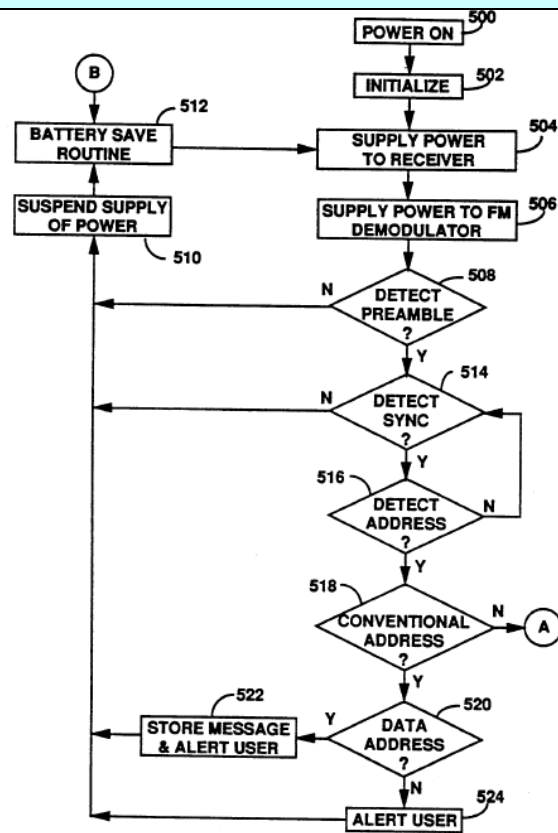 500
POWER ON
B
502
INITIALIZE
512
BATTERY SAVE
ROUTINE
504
SUPPLY POWER
TO RECEIVER
SUSPEND SUPPLY
OF POWER
510
506
SUPPLY POWER TO FM
DEMODULATOR
508
N
DETECT
PREAMBLE
?
Y
514
N
DETECT
SYNC
?
Y
516
DETECT
ADDRESS
?
N
Y
518
CONVENTIONAL
ADDRESS
?
N
A
Y
522
STORE MESSAGE
& ALERT USER
Y
520
DATA
ADDRESS
?
N
524
ALERT USER